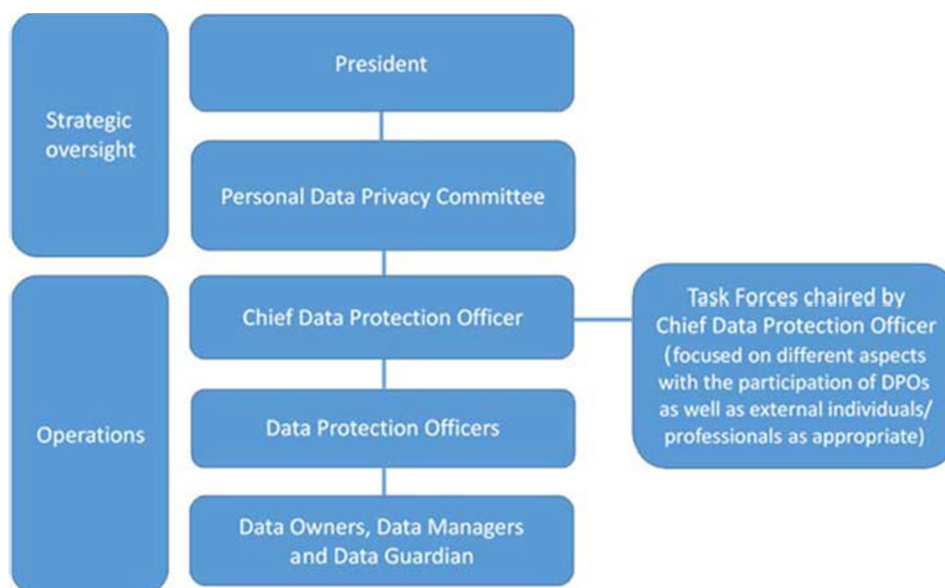 Strategic
oversight
President
Personal Data Privacy Committee
Operations
Chief Data Protection Officer
Task Forces chaired by
Chief Data Protection Officer
(focused on different aspects
with the participation of DPOs
as well as external individuals/
professionals as appropriate)
Data Protection Officers
Data Owners, Data Managers
and Data Guardian